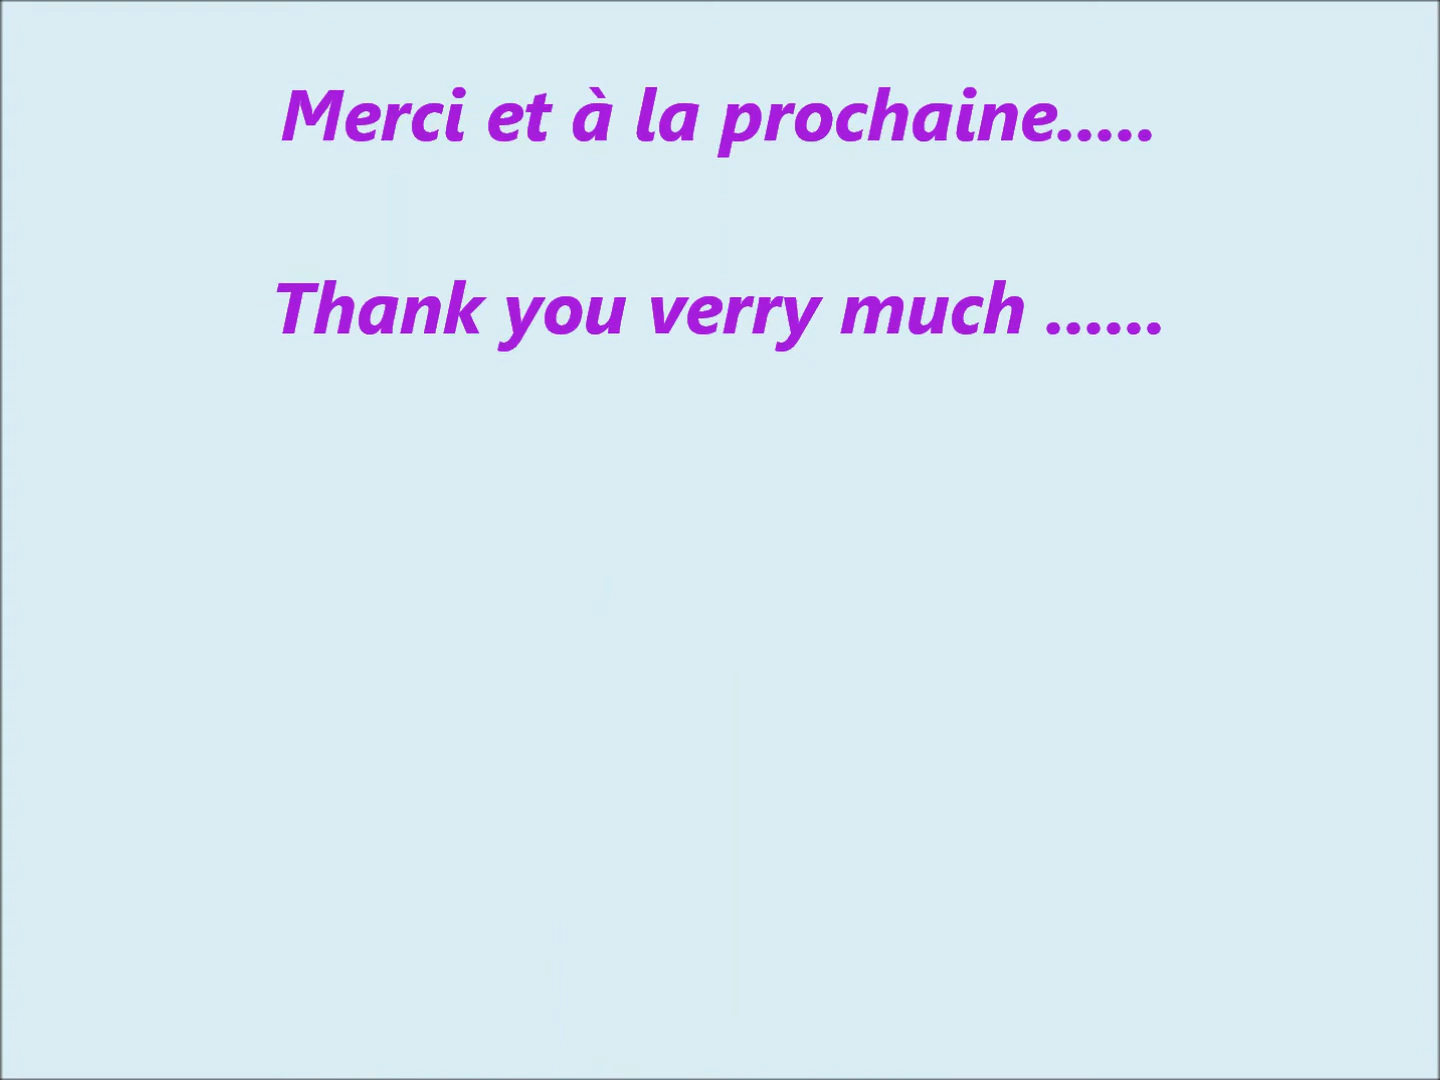 Merci et à la prochaine.....
Thank you verry much ......